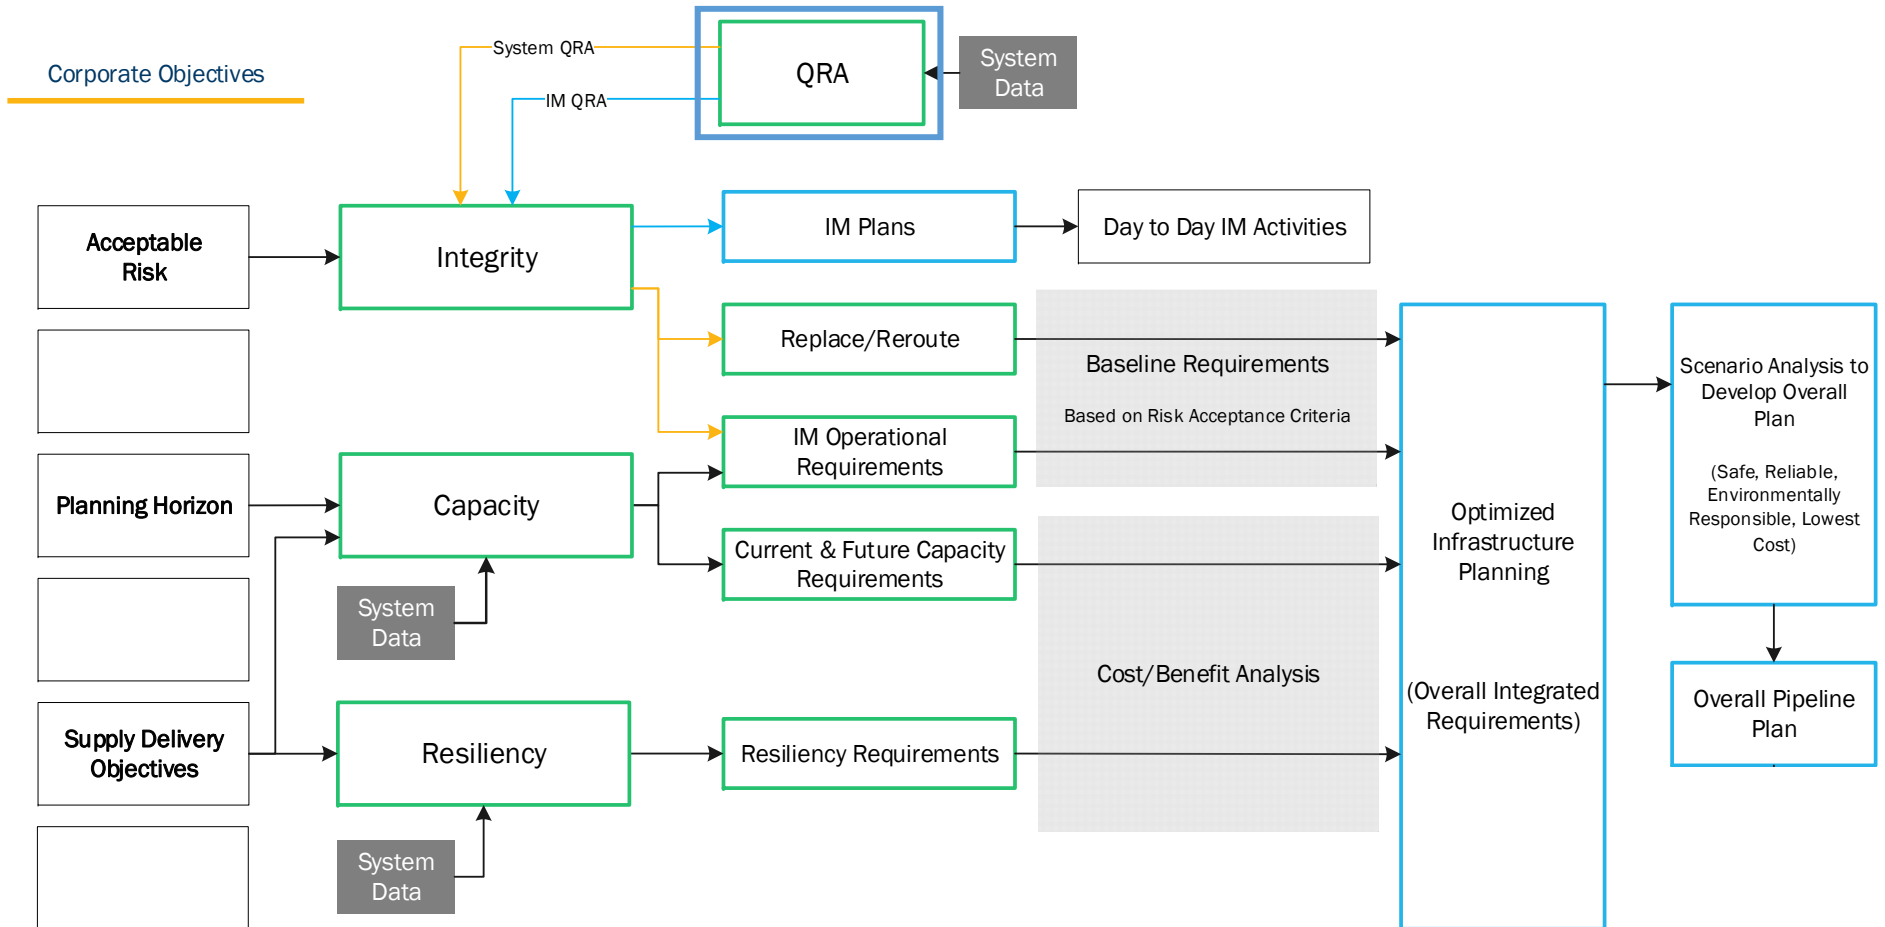 Corporate Objectives
System QRA
IM QRA
QRA
System
Data
Acceptable
Risk
Integrity
IM Plans
Day to Day IM Activities
Replace/Reroute
Baseline Requirements
Based on Risk Acceptance Criteria
IM Operational
Requirements
Planning Horizon
Capacity
Current & Future Capacity
Requirements
System
Data
Cost/Benefit Analysis
Supply Delivery
Objectives
Resiliency
Resiliency Requirements
System
Data
Optimized
Infrastructure
Planning
(Overall Integrated
Requirements)
Scenario Analysis to
Develop Overall
Plan
(Safe, Reliable,
Environmentally
Responsible, Lowest
Cost)
Overall Pipeline
Plan